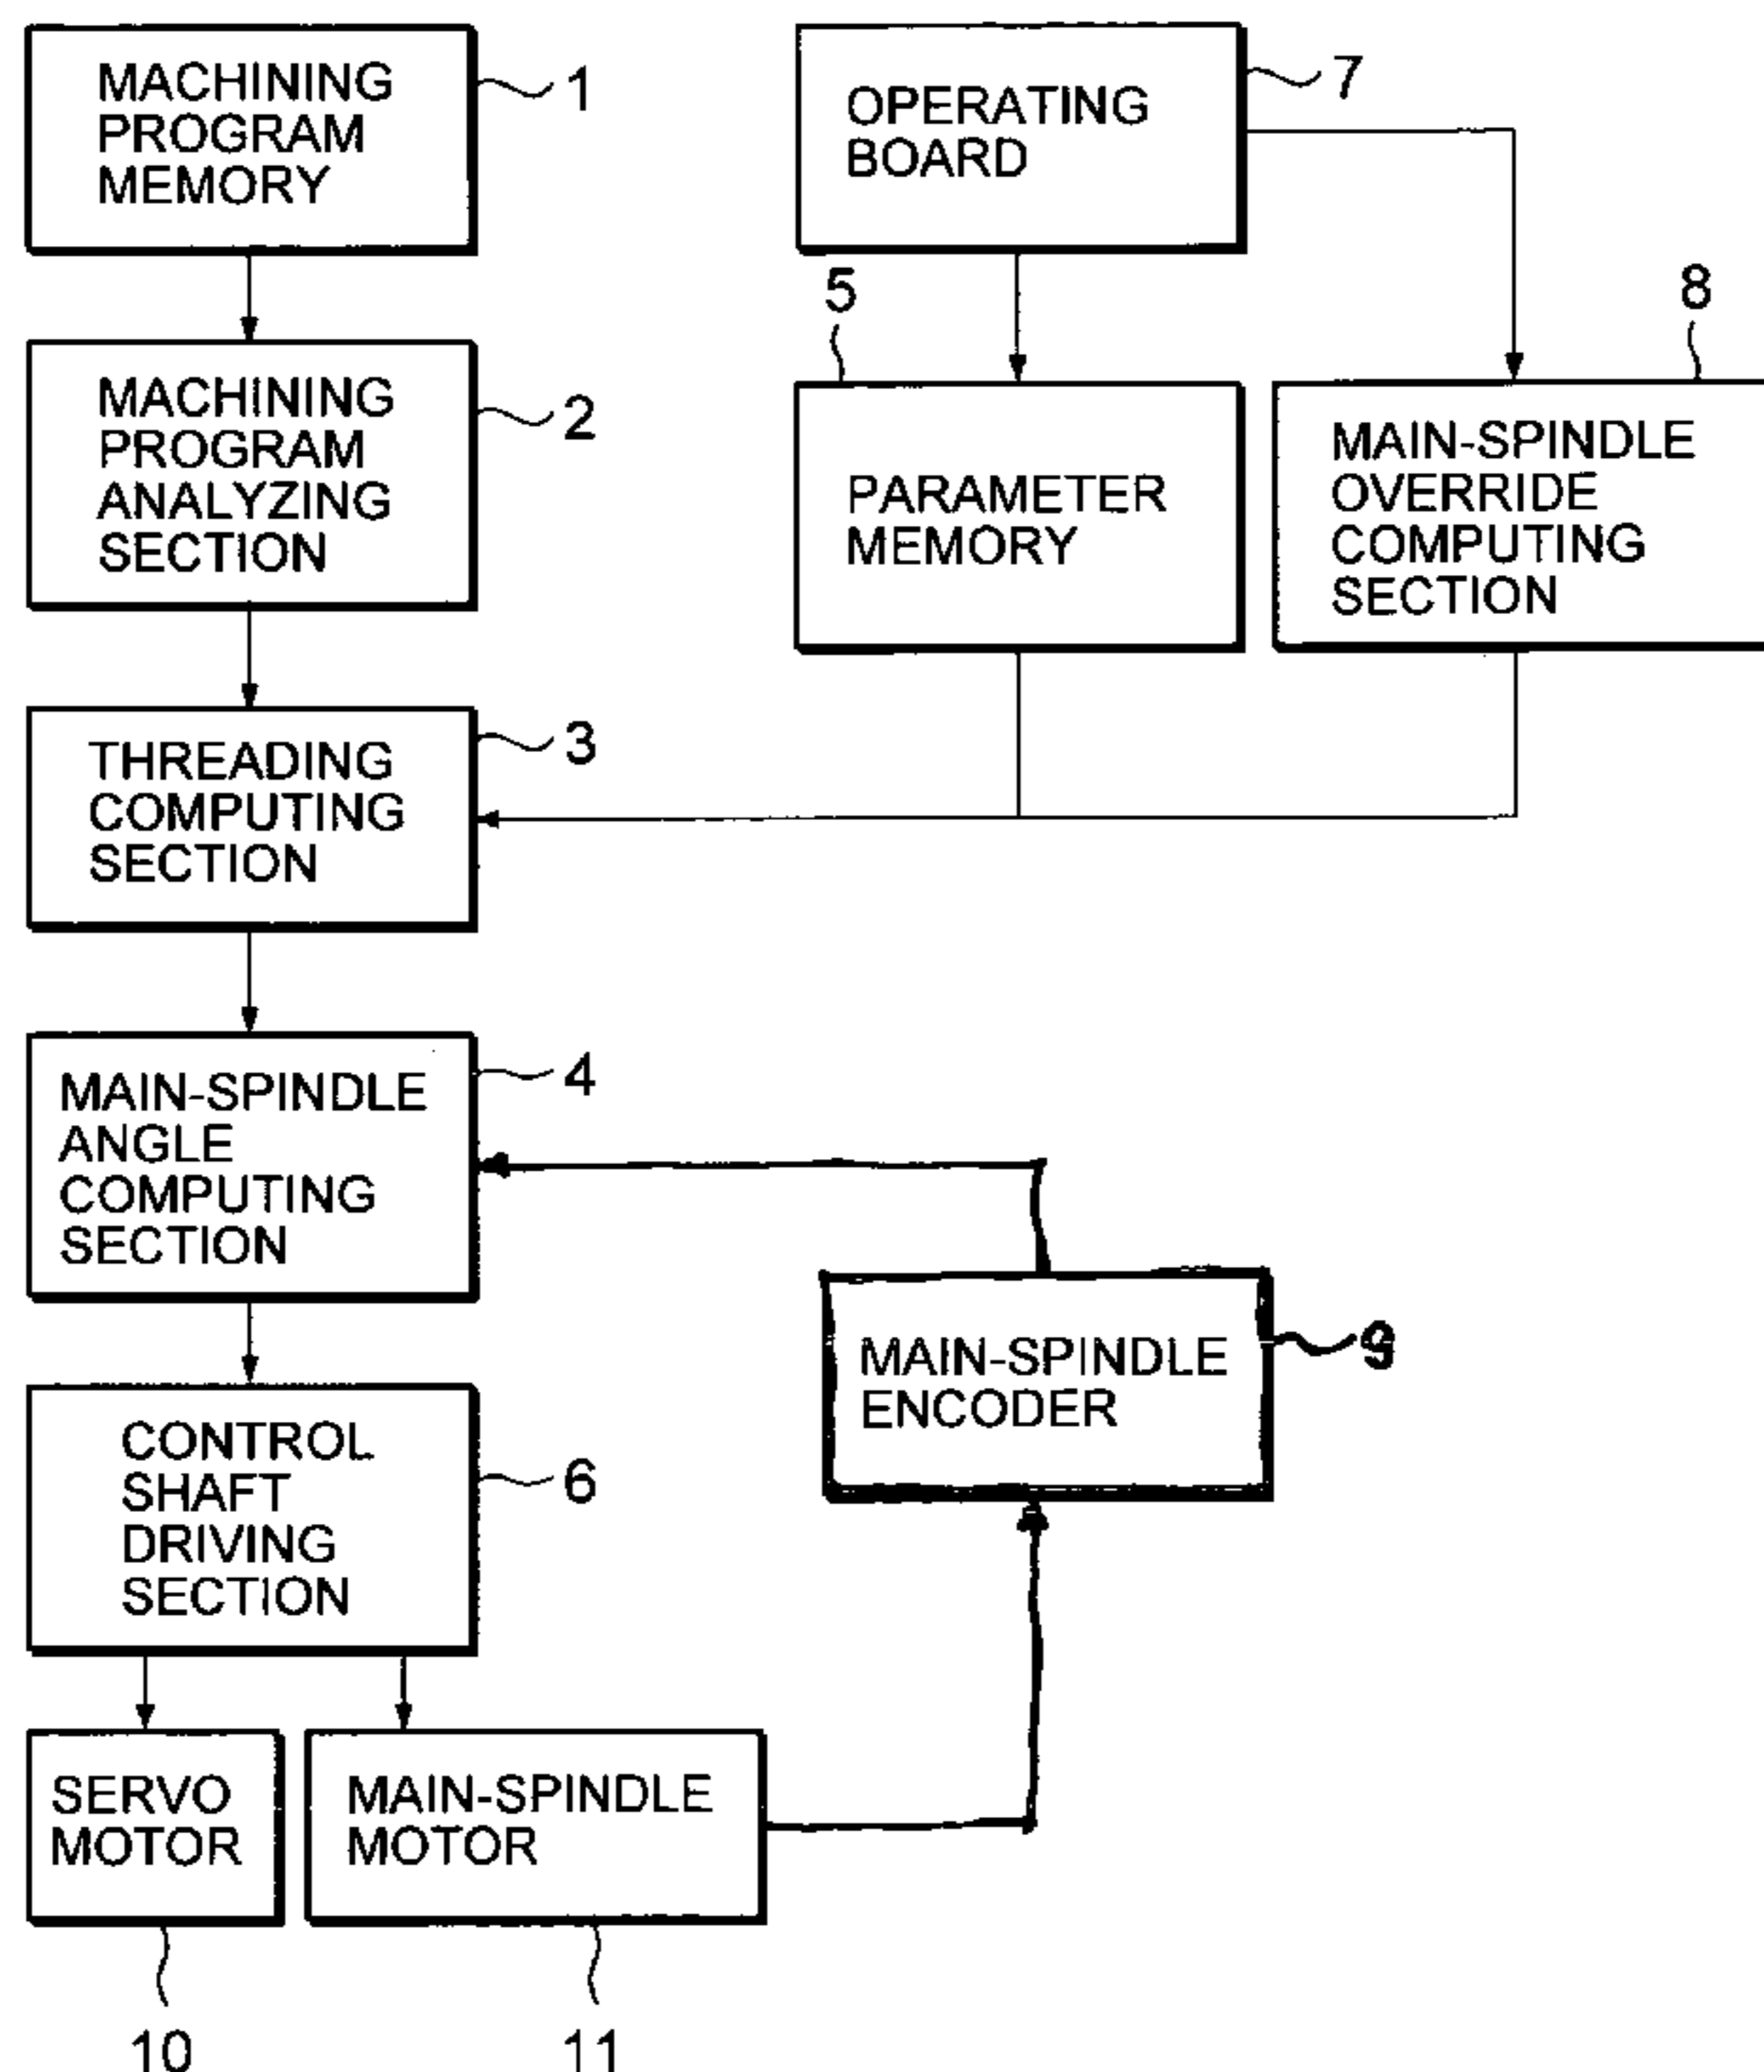 MACHINING
PROGRAM
MEMORY
1
OPERATING
BOARD
7
MACHINING
PROGRAM
ANALYZING
SECTION
2
5
PARAMETER
MEMORY
8
MAIN-SPINDLE
OVERRIDE
COMPUTING
SECTION
THREADING
COMPUTING
SECTION
3
MAIN-SPINDLE
ANGLE
COMPUTING
SECTION
4
MAIN-SPINDLE
ENCODER
9
CONTROL
SHAFT
DRIVING
SECTION
6
SERVO
MOTOR
MAIN-SPINDLE
MOTOR
10
11